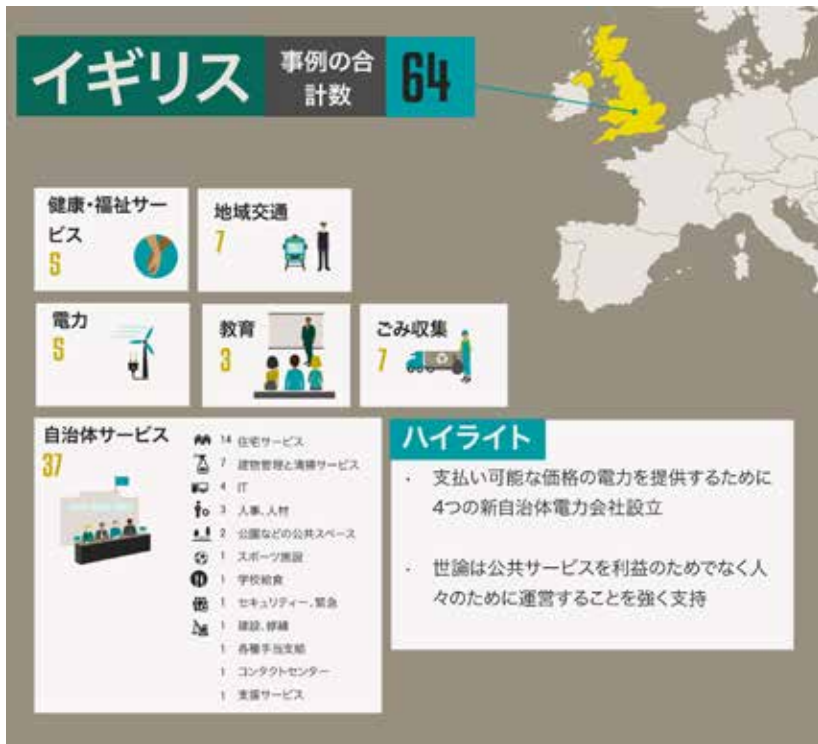 イギリス
事例の合
計数
64
健康・福祉サー
ビス
5
地域交通
7
電力
5
教育
3
ごみ収集
7
自治体サービス
37
14 住宅サービス
7 建物管理と清掃サービス
4 IT
3 人事、人材
2 公園などの公共スペース
1 スポーツ施設
1 学校給食
1 セキュリティー、緊急
1 建設、修繕
1 各種手当支給
1 コンタクトセンター
1 支援サービス
ハイライト
・ 支払い可能な価格の電力を提供するために
4つの新自治体電力会社設立
・ 世論は公共サービスを利益のためでなく人
々のために運営することを強く支持